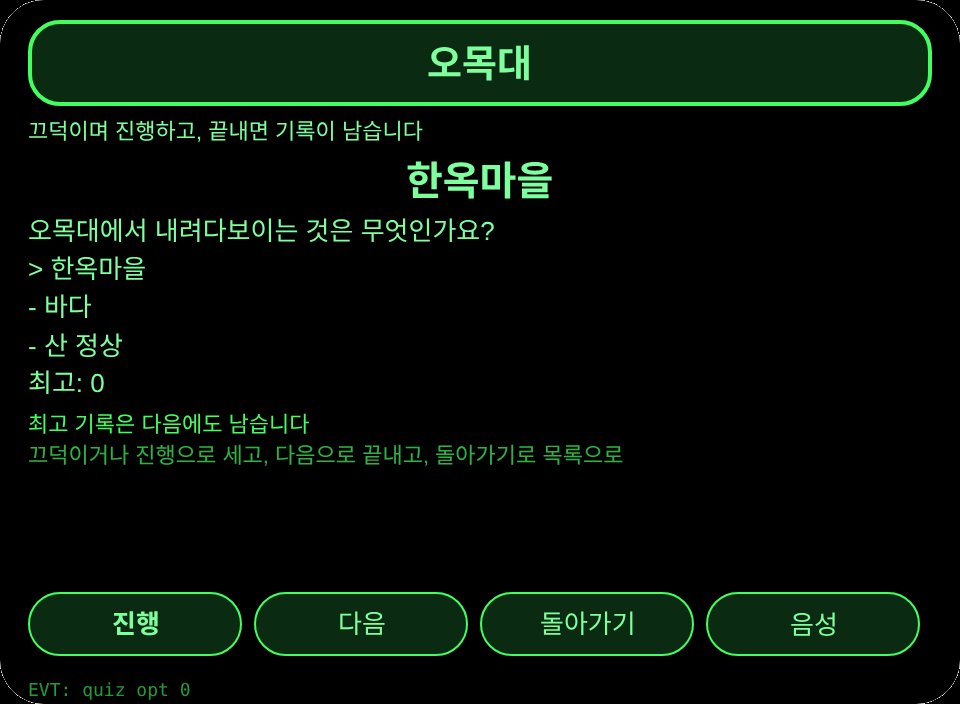 오목대
끄덕이며 진행하고, 끝내면 기록이 남습니다
한옥마을
오목대에서 내려다보이는 것은 무엇인가요?
> 한옥마을
- 바다
- 산 정상
최고: 0
최고 기록은 다음에도 남습니다
끄덕이거나 진행으로 세고, 다음으로 끝내고, 돌아가기로 목록으로
진행
다음
돌아가기
음성
EVT: quiz opt 0